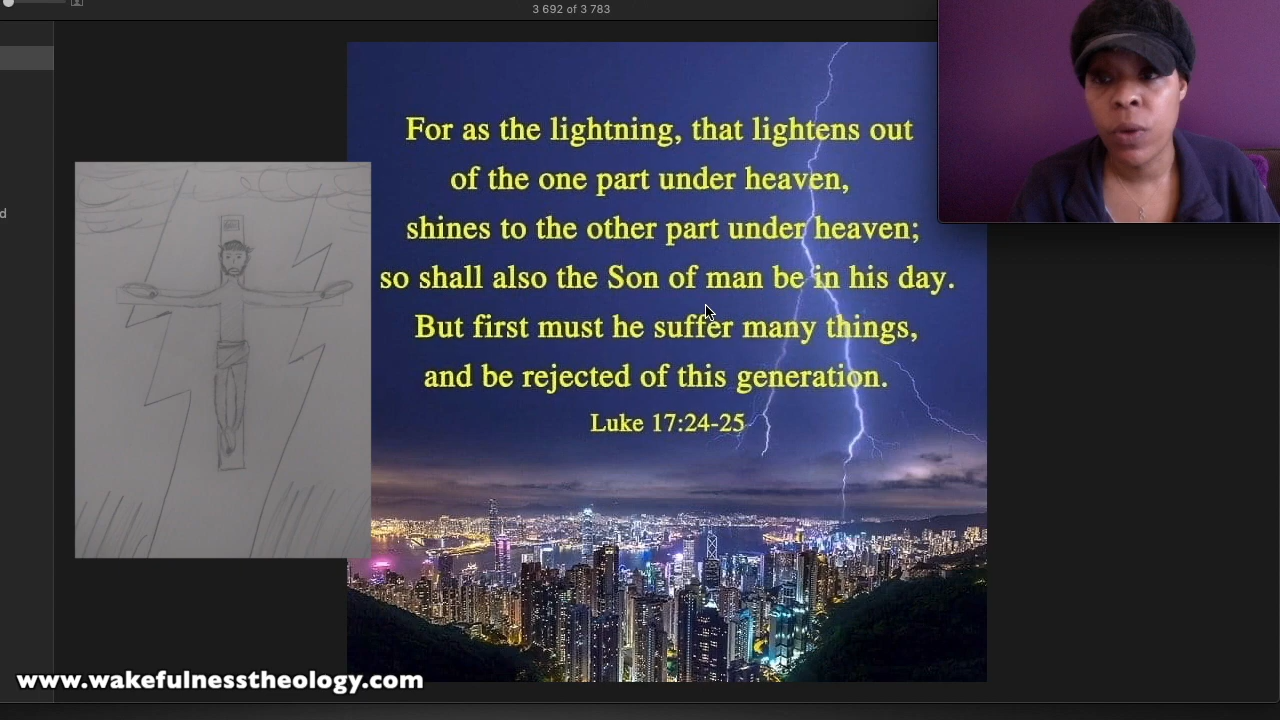 3 692 of 3 783
For as the lightning, that lightens out
of the one part under heaven,
shines to the other part under heaven;
so shall also the Son of man be in his day.
But first must he suffer many things,
and be rejected of this generation.
Luke 17:24-25
d
www.wakefulnesstheology.com